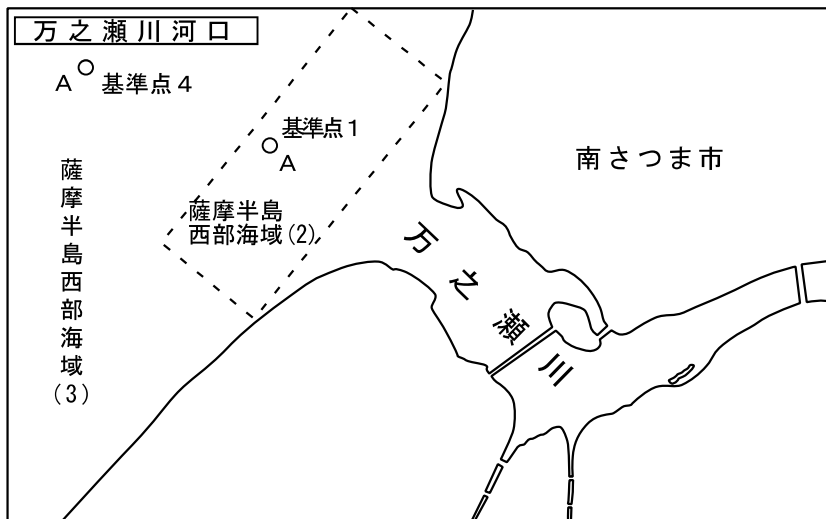 万之瀬川河口
A 基準点4
基準点1
A
薩摩半島
西部海域(2)
薩摩半島西部海域(3)
南さつま市
万之瀬川